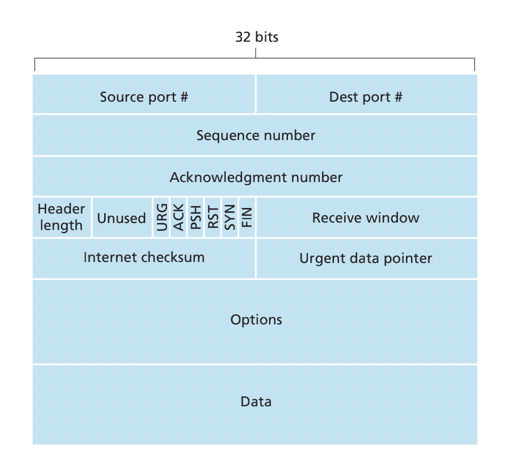 32 bits
Source port #
Dest port #
Sequence number
Acknowledgment number
Header
length
Unused
URG
ACK
PSH
RST
SYN
FIN
Receive window
Internet checksum
Urgent data pointer
Options
Data